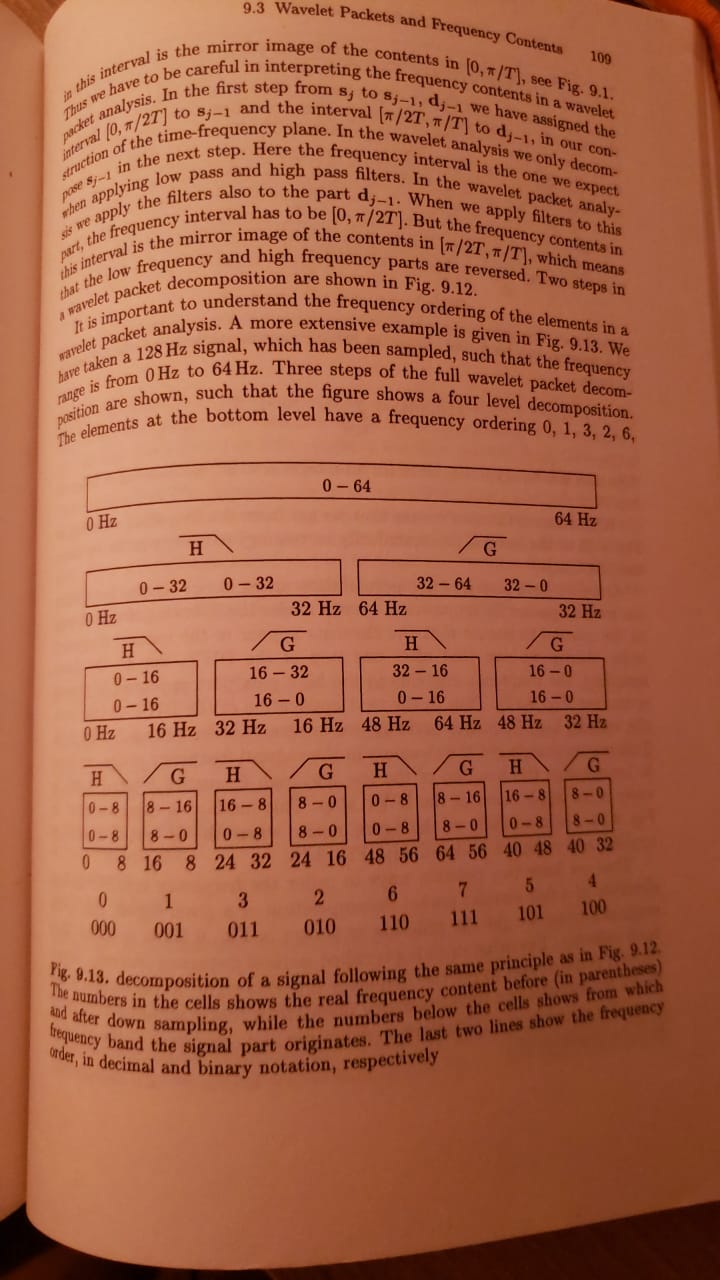 9.3 Wavelet Packets and Frequency Contents 109
in this interval is the mirror image of the contents in [0, π/T], see Fig. 9.1.
Thus we have to be careful in interpreting the frequency contents in a wavelet
packet analysis. In the first step from sj to sj−1, dj−1 we have assigned the
interval [0, π/2T] to sj−1 and the interval [π/2T, π/T] to dj−1, in our con-
struction of the time-frequency plane. In the wavelet analysis we only decom-
pose sj−1 in the next step. Here the frequency interval is the one we expect
when applying low pass and high pass filters. In the wavelet packet analy-
sis we apply the filters also to the part dj−1. When we apply filters to this
part, the frequency interval has to be [0, π/2T]. But the frequency contents in
this interval is the mirror image of the contents in [π/2T, π/T], which means
that the low frequency and high frequency parts are reversed. Two steps in
a wavelet packet decomposition are shown in Fig. 9.12.
It is important to understand the frequency ordering of the elements in a
wavelet packet analysis. A more extensive example is given in Fig. 9.13. We
have taken a 128 Hz signal, which has been sampled, such that the frequency
range is from 0 Hz to 64 Hz. Three steps of the full wavelet packet decom-
position are shown, such that the figure shows a four level decomposition.
The elements at the bottom level have a frequency ordering 0, 1, 3, 2, 6,
0 – 64
0 Hz 64 Hz
H G
0 – 32 0 – 32 32 – 64 32 – 0
0 Hz 32 Hz 64 Hz 32 Hz
H G H G
0 – 16 16 – 32 32 – 16 16 – 0
0 – 16 16 – 0 0 – 16 16 – 0
0 Hz 16 Hz 32 Hz 16 Hz 48 Hz 64 Hz 48 Hz 32 Hz
H G H G H G H G
0 – 8 8 – 16 16 – 8 8 – 0 0 – 8 8 – 16 16 – 8 8 – 0
0 – 8 8 – 0 0 – 8 8 – 0 0 – 8 8 – 0 0 – 8 8 – 0
0 8 16 8 24 32 24 16 48 56 64 56 40 48 40 32
0 1 3 2 6 7 5 4
000 001 011 010 110 111 101 100
Fig. 9.13. decomposition of a signal following the same principle as in Fig. 9.12.
The numbers in the cells shows the real frequency content before (in parentheses)
and after down sampling, while the numbers below the cells shows from which
frequency band the signal part originates. The last two lines show the frequency
order, in decimal and binary notation, respectively